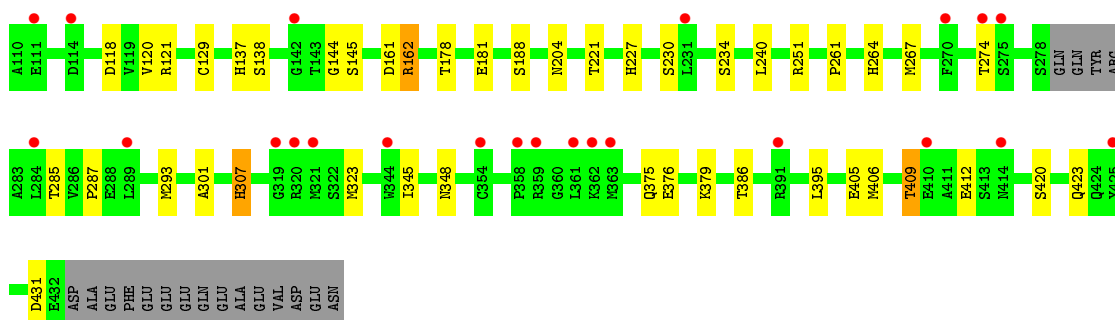 A110 E111 D114 D118 V119 V120 R121 C129 H137 S138 G142 T143 G144 S145 D161 R162 T178 E181 S188 N204 T221 H227 S230 L231 S234 L240 R251 P261 H264 M267 F270 T274 S275 S278 GLN GLN TYR ARG
A283 L284 T285 V286 P287 E288 L289 M293 A301 H307 G319 R320 M321 S322 M323 W344 I345 N348 C354 P358 R359 G360 L361 K362 M363 Q375 E376 K379 T386 R391 L395 E405 M406 T409 E410 A411 E412 S413 N414 S420 Q423 Q424 Y425
D431 E432 ASP ALA GLU PHE GLU GLU GLU GLN GLU ALA GLU VAL ASP GLU ASN